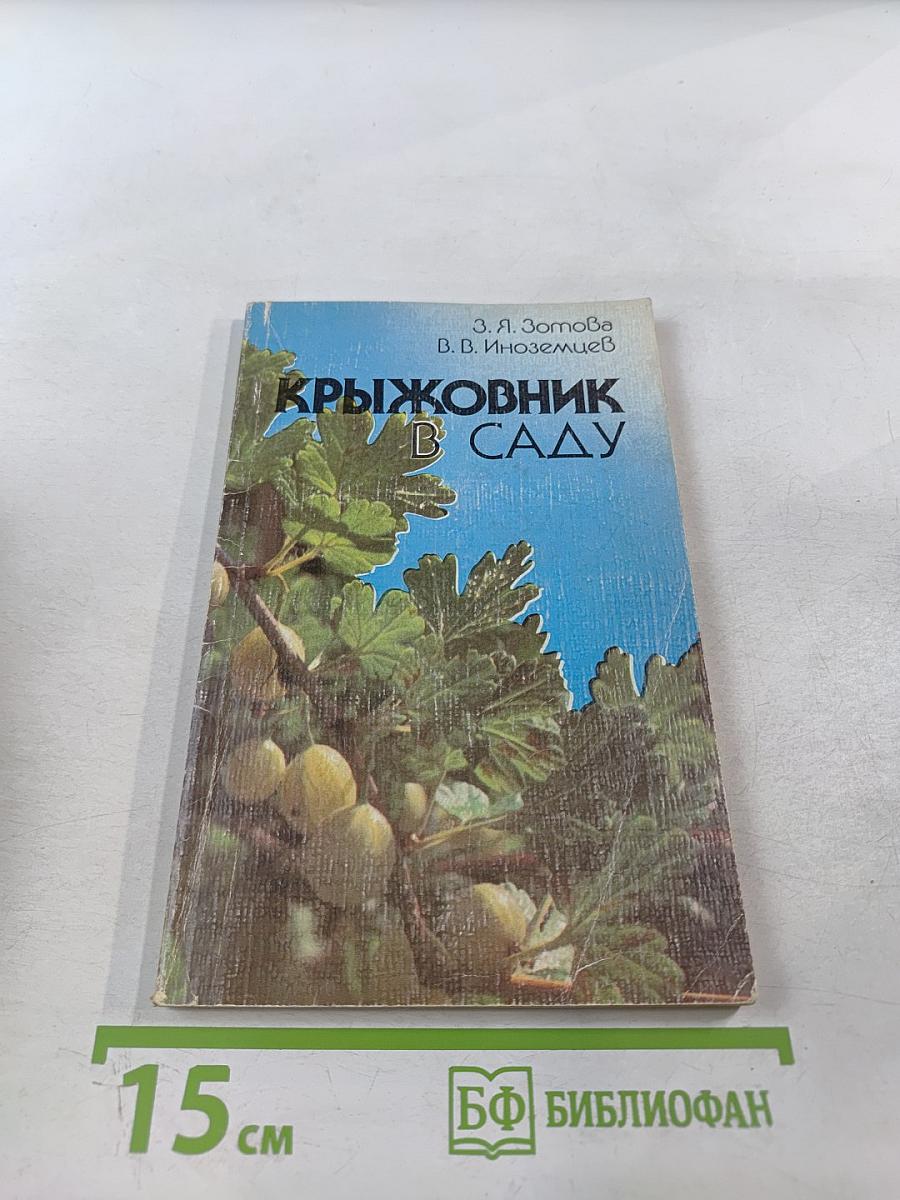 З. Я. Зотова
В. В. Иноземцев
КРЫЖОВНИК
В САДУ
15 см
БФ БИБЛИОФАН